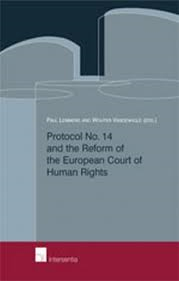 PAUL LEMMENS AND WOUTER VANDENHOLE (EDS.)
Protocol No. 14
and the Reform of
the European Court of
Human Rights
intersentia